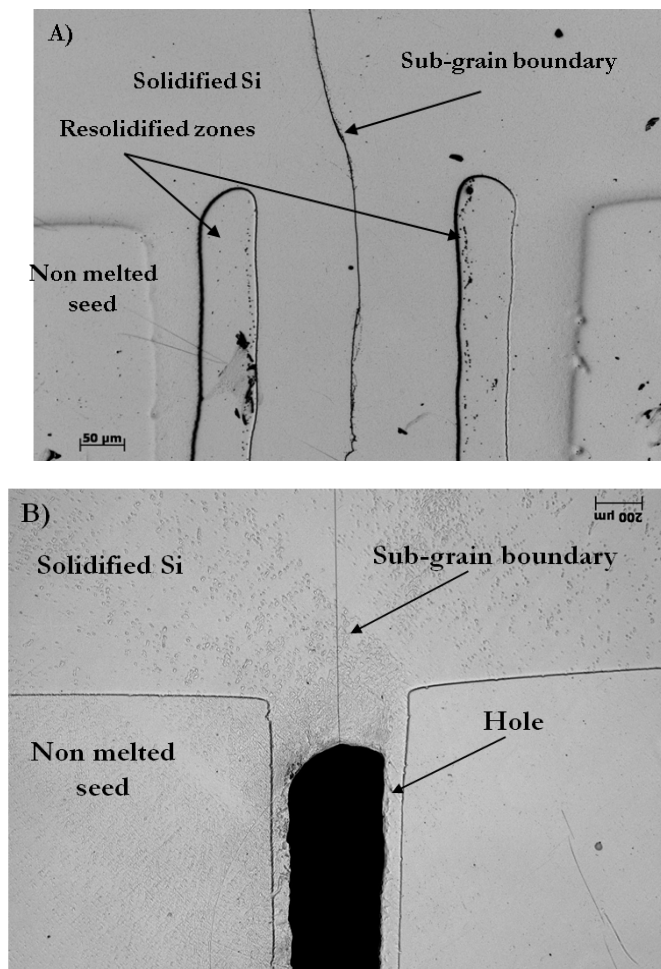 A)
Sub-grain boundary
Solidified Si
Resolidified zones
Non melted
seed
50 µm
B)
200 µm
Solidified Si
Sub-grain boundary
Non melted
seed
Hole